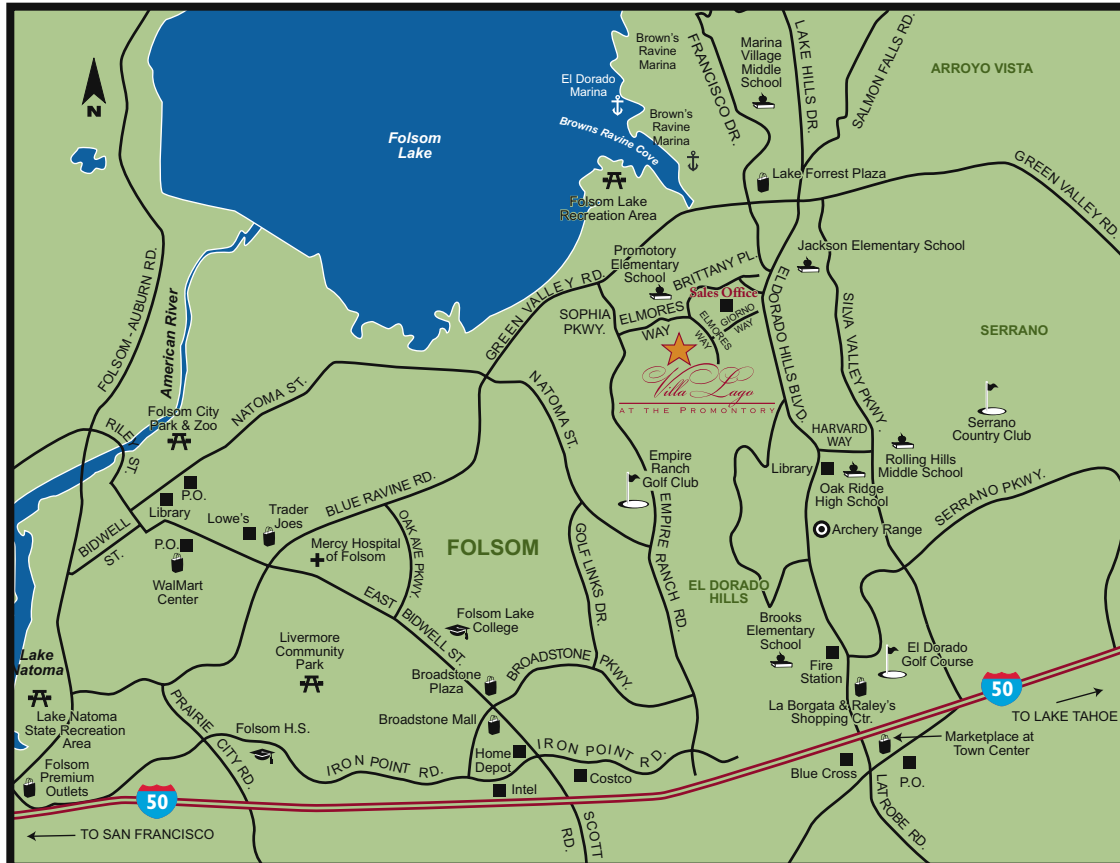 Brown's
Ravine
Marina
Marina
Village
Middle
School
FRANCISCO DR.
LAKE HILLS DR.
SALMON FALLS RD.
ARROYO VISTA
N
El Dorado
Marina
Folsom
Lake
Browns Ravine Cove
Brown's
Ravine
Marina
Lake Forrest Plaza
GREEN VALLEY RD.
Folsom Lake
Recreation Area
FOLSOM - AUBURN RD.
American River
Promotory
Elementary
School
BRITTANY PL.
Jackson Elementary School
GREEN VALLEY RD.
SOPHIA
PKWY.
Sales Office
ELMORES
WAY
ELMORES
WAY
GIORNO
WAY
EL DORADO HILLS BLVD.
SILVA VALLEY PKWY.
SERRANO
Villa Lago
AT THE PROMONTORY
NATOMA ST.
NATOMA ST.
Folsom City
Park & Zoo
RILEY
ST.
Serrano
Country Club
HARVARD
WAY
Rolling Hills
Middle School
Library
Oak Ridge
High School
Empire
Ranch
Golf Club
EMPIRE RANCH RD.
SERRANO PKWY.
P.O.
Library
BLUE RAVINE RD.
Lowe's
Trader
Joes
BIDWELL
ST.
P.O.
WalMart
Center
Mercy Hospital
of Folsom
OAK AVE PKWY.
FOLSOM
GOLF LINKS DR.
Archery Range
EL DORADO
HILLS
EAST BIDWELL ST.
Folsom Lake
College
Brooks
Elementary
School
Fire
Station
El Dorado
Golf Course
Lake
Natoma
Livermore
Community
Park
Broadstone
Plaza
BROADSTONE PKWY.
La Borgata & Raley's
Shopping Ctr.
50
TO LAKE TAHOE
Lake Natoma
State Recreation
Area
PRAIRIE CITY RD.
Folsom H.S.
Broadstone Mall
Marketplace at
Town Center
Home
Depot
IRON POINT RD.
IRON POINT RD.
Folsom
Premium
Outlets
Costco
Intel
Blue Cross
P.O.
50
TO SAN FRANCISCO
SCOTT
RD.
LATROBE RD.